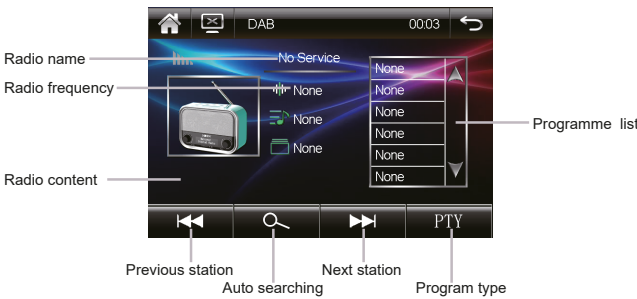 DAB 00:03
Radio name
No Service
Radio frequency
None
None
None
None
None
None
None
None
None
Programme list
Radio content
PTY
Previous station
Next station
Auto searching
Program type